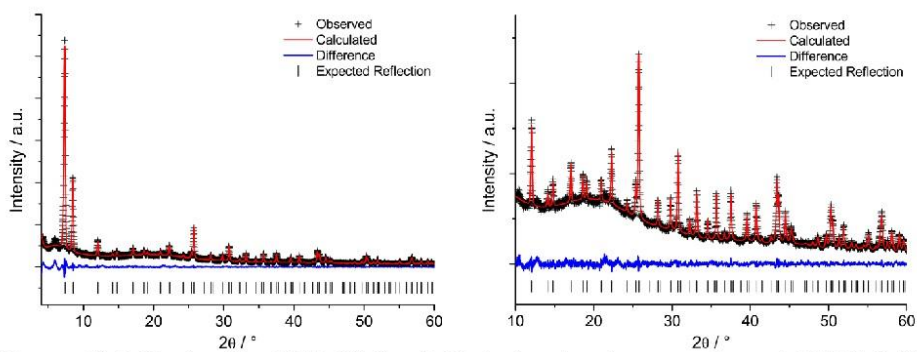 Observed
Calculated
Difference
Expected Reflection
Intensity / a.u.
10 20 30 40 50 60
2θ / °
Observed
Calculated
Difference
Expected Reflection
Intensity / a.u.
10 20 30 40 50 60
2θ / °